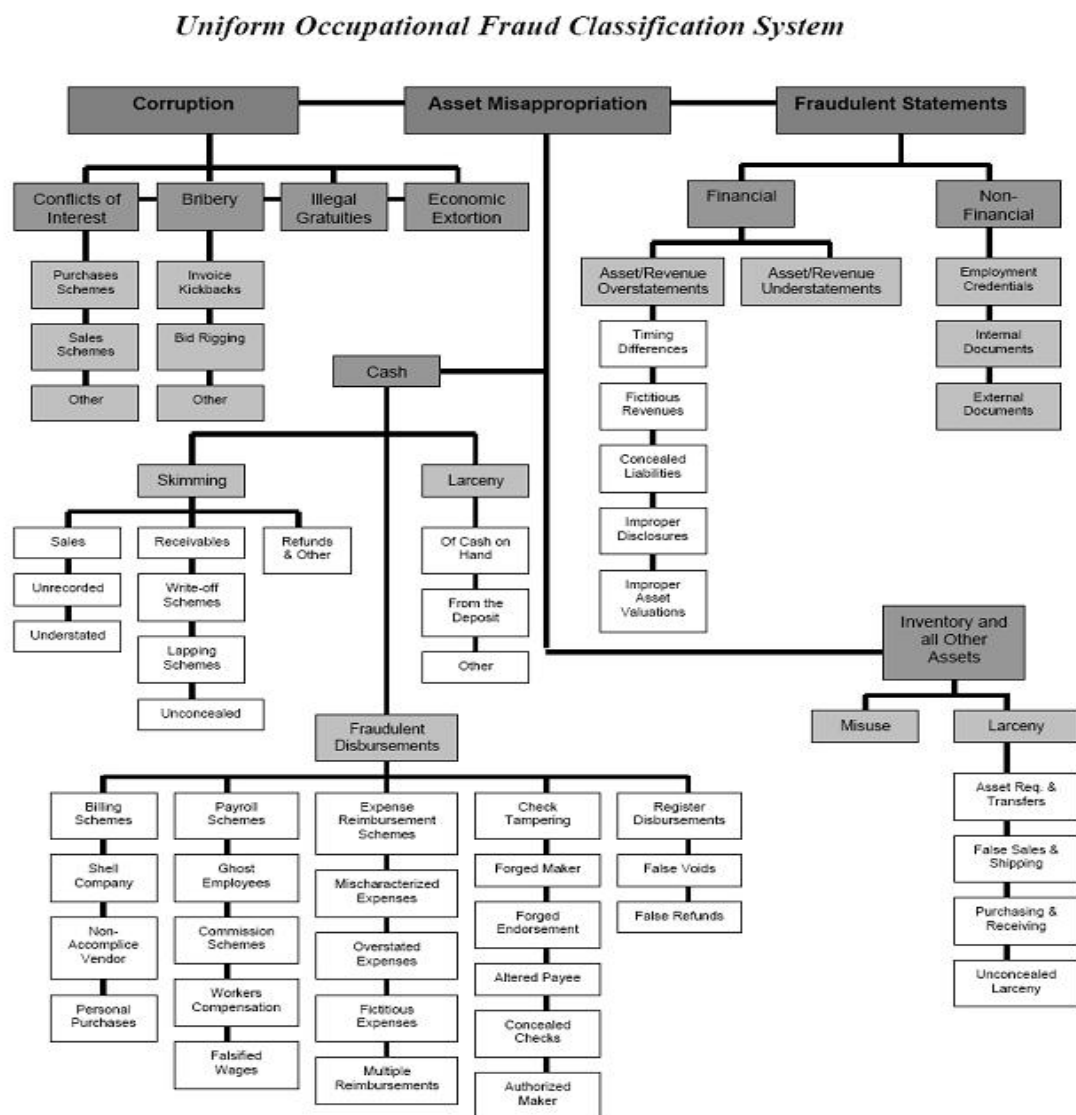 Uniform Occupational Fraud Classification System
Corruption
Asset Misappropriation
Fraudulent Statements
Conflicts of
Interest
Bribery
Illegal
Gratuities
Economic
Extortion
Financial
Non-
Financial
Purchases
Schemes
Sales
Schemes
Other
Invoice
Kickbacks
Bid Rigging
Other
Asset/Revenue
Overstatements
Asset/Revenue
Understatements
Timing
Differences
Fictitious
Revenues
Concealed
Liabilities
Improper
Disclosures
Improper
Asset
Valuations
Employment
Credentials
Internal
Documents
External
Documents
Cash
Skimming
Larceny
Sales
Unrecorded
Understated
Receivables
Write-off
Schemes
Lapping
Schemes
Unconcealed
Refunds
& Other
Of Cash on
Hand
From the
Deposit
Other
Inventory and
all Other
Assets
Misuse
Larceny
Asset Req. &
Transfers
False Sales &
Shipping
Purchasing &
Receiving
Unconcealed
Larceny
Fraudulent
Disbursements
Billing
Schemes
Shell
Company
Non-
Accomplice
Vendor
Personal
Purchases
Payroll
Schemes
Ghost
Employees
Commission
Schemes
Workers
Compensation
Falsified
Wages
Expense
Reimbursement
Schemes
Mischaracterized
Expenses
Overstated
Expenses
Fictitious
Expenses
Multiple
Reimbursements
Check
Tampering
Forged Maker
Forged
Endorsement
Altered Payee
Concealed
Checks
Authorized
Maker
Register
Disbursements
False Voids
False Refunds